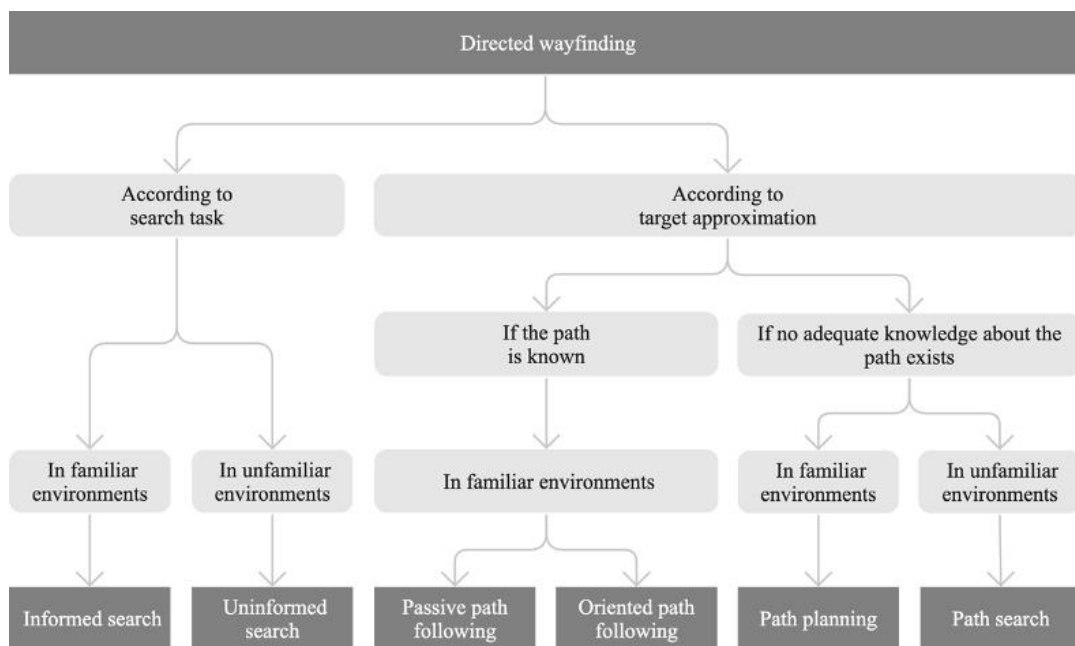 Directed wayfinding
According to
search task
According to
target approximation
If the path
is known
If no adequate knowledge about the
path exists
In familiar
environments
In unfamiliar
environments
In familiar environments
In familiar
environments
In unfamiliar
environments
Informed search
Uninformed
search
Passive path
following
Oriented path
following
Path planning
Path search